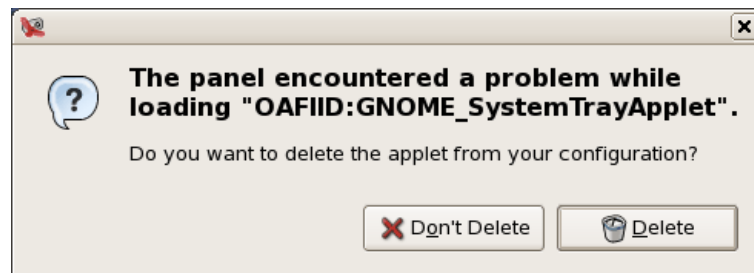 The panel encountered a problem while
loading "OAFIID:GNOME_SystemTrayApplet".
Do you want to delete the applet from your configuration?
Don't Delete
Delete